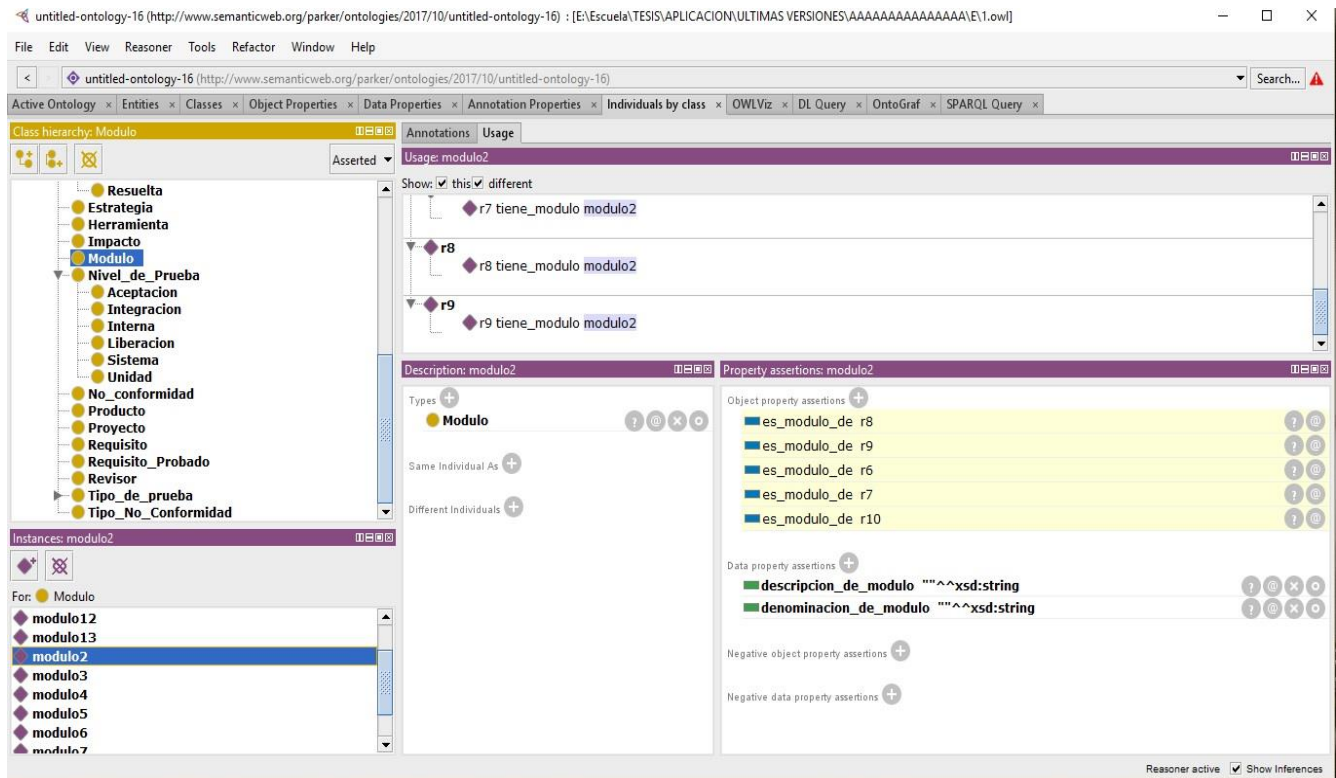 untitled-ontology-16 (http://www.semanticweb.org/parker/ontologies/2017/10/untitled-ontology-16) : [E:\Escuela\TESIS\APLICACION\ULTIMAS VERSIONES\AAAAAAAAAAAAAAA\E\1.owl]
File Edit View Reasoner Tools Refactor Window Help
< untitled-ontology-16 (http://www.semanticweb.org/parker/ontologies/2017/10/untitled-ontology-16) Search...
Active Ontology × Entities × Classes × Object Properties × Data Properties × Annotation Properties × Individuals by class × OWLViz × DL Query × OntoGraf × SPARQL Query ×
Class hierarchy: Modulo
Asserted
Resuelta
Estrategia
Herramienta
Impacto
Modulo
Nivel_de_Prueba
Aceptacion
Integracion
Interna
Liberacion
Sistema
Unidad
No_conformidad
Producto
Proyecto
Requisito
Requisito_Probado
Revisor
Tipo_de_prueba
Tipo_No_Conformidad
Instances: modulo2
For: Modulo
modulo12
modulo13
modulo2
modulo3
modulo4
modulo5
modulo6
modulo7
Annotations Usage
Usage: modulo2
Show: this different
r7 tiene_modulo modulo2
r8
r8 tiene_modulo modulo2
r9
r9 tiene_modulo modulo2
Description: modulo2
Types
Modulo
Same Individual As
Different Individuals
Property assertions: modulo2
Object property assertions
es_modulo_de r8
es_modulo_de r9
es_modulo_de r6
es_modulo_de r7
es_modulo_de r10
Data property assertions
descripcion_de_modulo ""^^xsd:string
denominacion_de_modulo ""^^xsd:string
Negative object property assertions
Negative data property assertions
Reasoner active Show Inferences